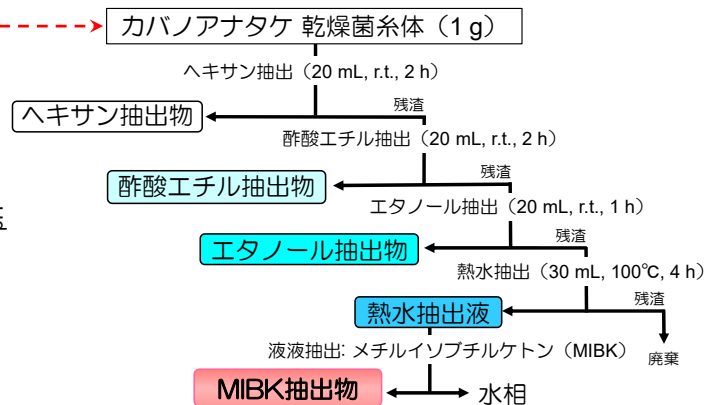 カバノアナタケ 乾燥菌糸体（1 g）
ヘキサン抽出（20 mL, r.t., 2 h）
ヘキサン抽出物
残渣
酢酸エチル抽出（20 mL, r.t., 2 h）
酢酸エチル抽出物
残渣
エタノール抽出（20 mL, r.t., 1 h）
エタノール抽出物
残渣
熱水抽出（30 mL, 100℃, 4 h）
熱水抽出液
残渣
液液抽出: メチルイソブチルケトン（MIBK）
廃棄
MIBK抽出物
水相